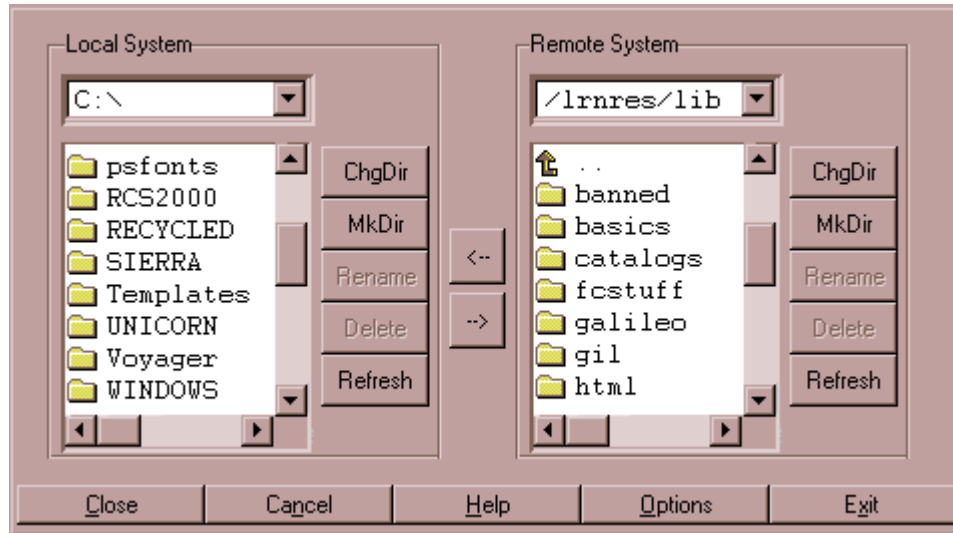 Local System
C:\
psfonts
RCS2000
RECYCLED
SIERRA
Templates
UNICORN
Voyager
WINDOWS
ChgDir
MkDir
Rename
Delete
Refresh
<--
-->
Remote System
/lrnres/lib
..
banned
basics
catalogs
fcstuff
galileo
gil
html
ChgDir
MkDir
Rename
Delete
Refresh
Close
Cancel
Help
Options
Exit